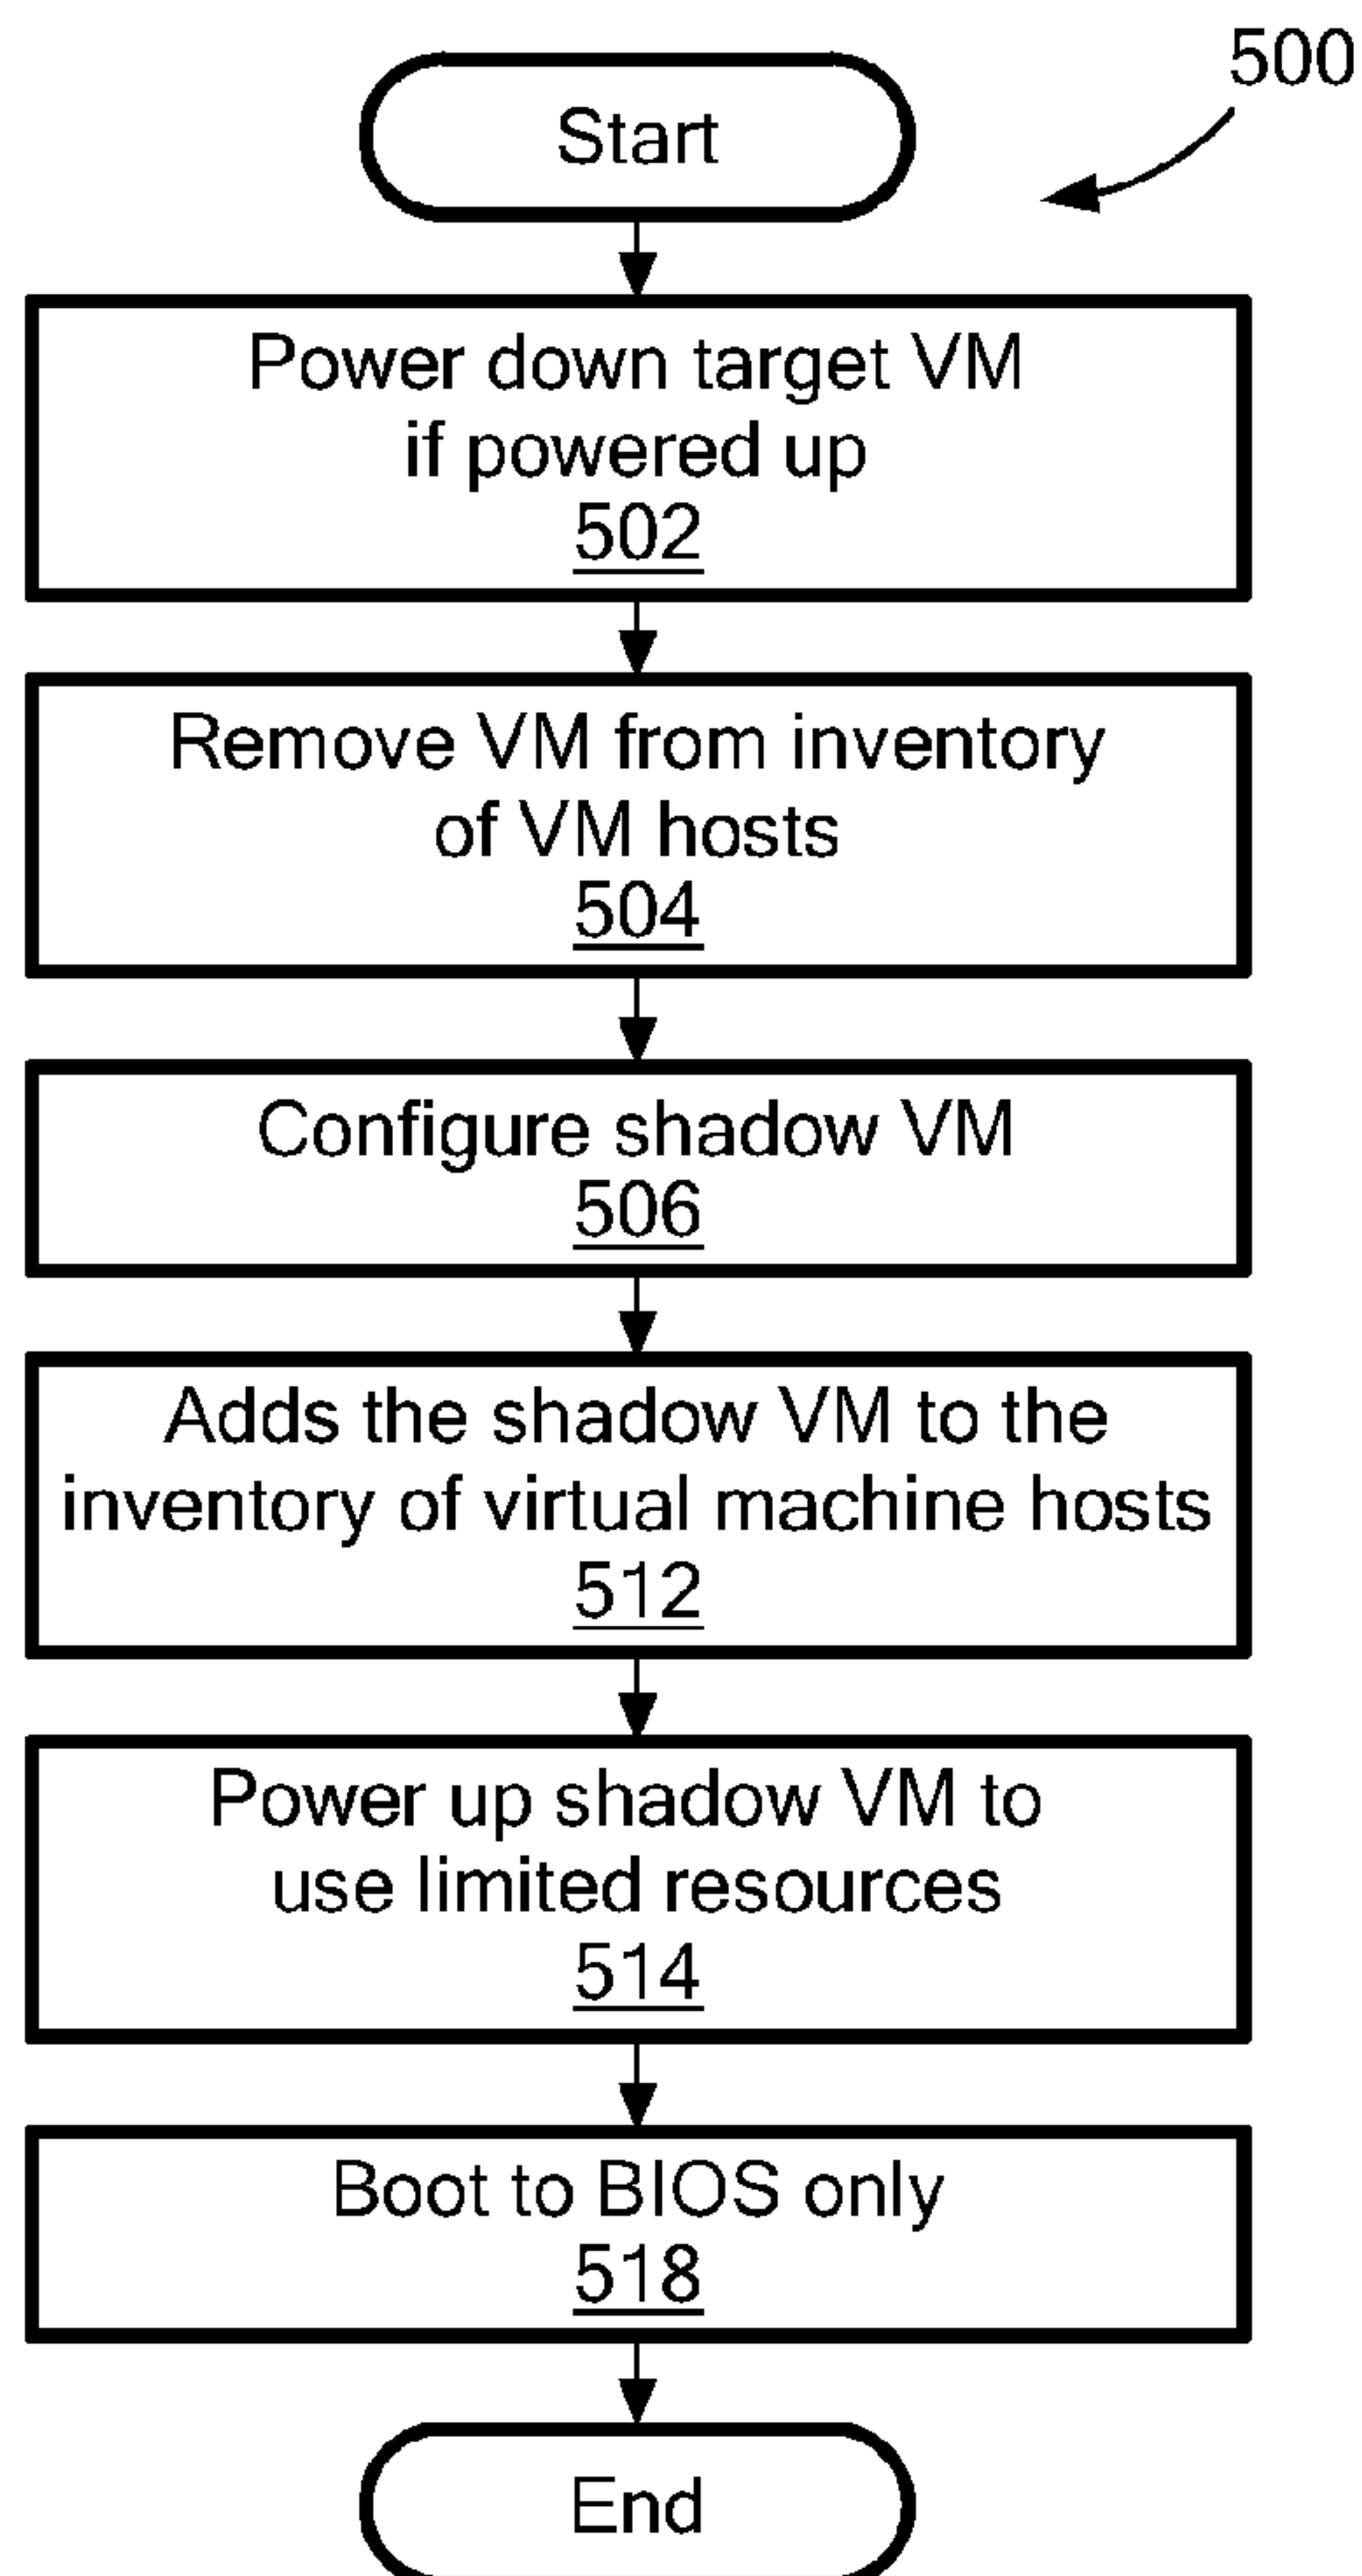 500
Start
Power down target VM
if powered up
502
Remove VM from inventory
of VM hosts
504
Configure shadow VM
506
Adds the shadow VM to the
inventory of virtual machine hosts
512
Power up shadow VM to
use limited resources
514
Boot to BIOS only
518
End